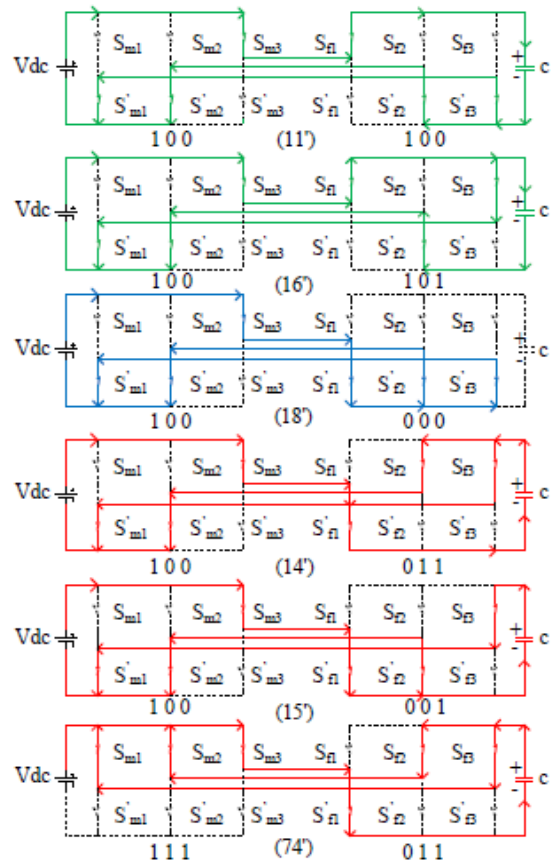 Sm1 Sm2 Sm3 Sf1 Sf2 Sf3
Vdc + - c
S'm1 S'm2 S'm3 S'f1 S'f2 S'f3
1 0 0 (11') 1 0 0
Sm1 Sm2 Sm3 Sf1 Sf2 Sf3
Vdc + - c
S'm1 S'm2 S'm3 S'f1 S'f2 S'f3
1 0 0 (16') 1 0 1
Sm1 Sm2 Sm3 Sf1 Sf2 Sf3
Vdc + - c
S'm1 S'm2 S'm3 S'f1 S'f2 S'f3
1 0 0 (18') 0 0 0
Sm1 Sm2 Sm3 Sf1 Sf2 Sf3
Vdc + - c
S'm1 S'm2 S'm3 S'f1 S'f2 S'f3
1 0 0 (14') 0 1 1
Sm1 Sm2 Sm3 Sf1 Sf2 Sf3
Vdc + - c
S'm1 S'm2 S'm3 S'f1 S'f2 S'f3
1 0 0 (15') 0 0 1
Sm1 Sm2 Sm3 Sf1 Sf2 Sf3
Vdc + - c
S'm1 S'm2 S'm3 S'f1 S'f2 S'f3
1 1 1 (74') 0 1 1